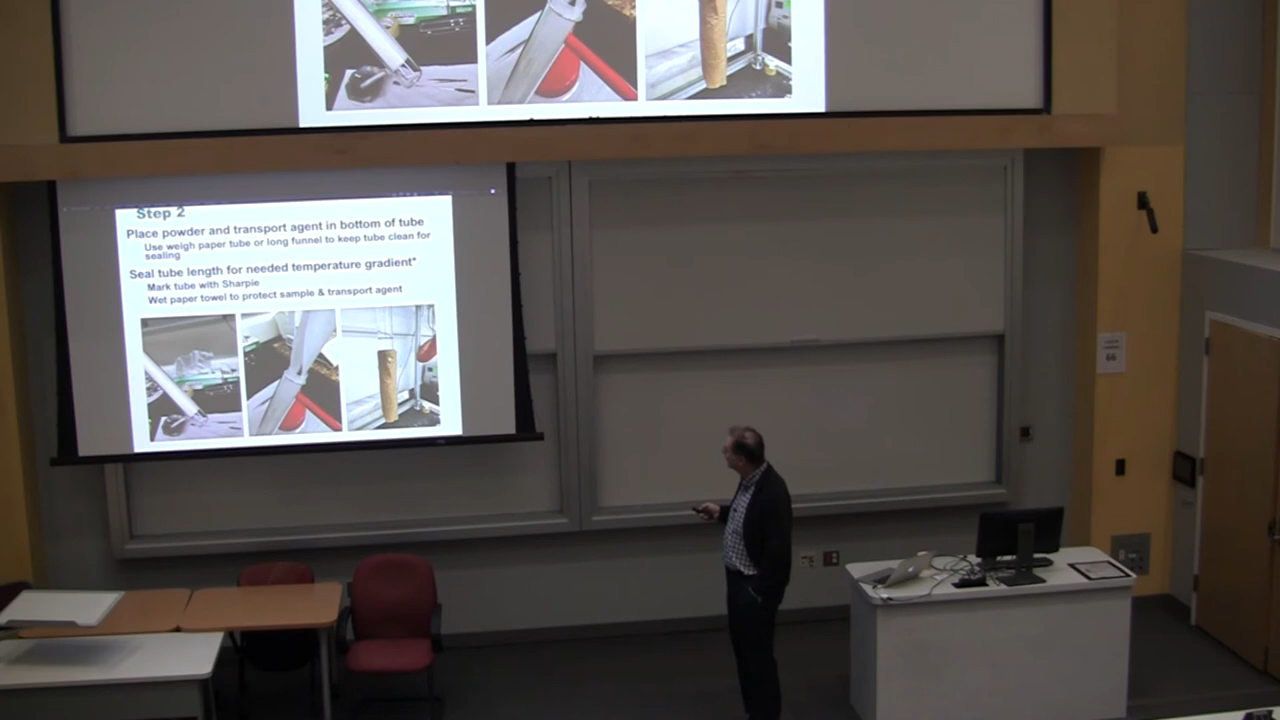 Step 2
Place powder and transport agent in bottom of tube
Use weigh paper tube or long funnel to keep tube clean for
sealing
Seal tube length for needed temperature gradient*
Mark tube with Sharpie
Wet paper towel to protect sample & transport agent